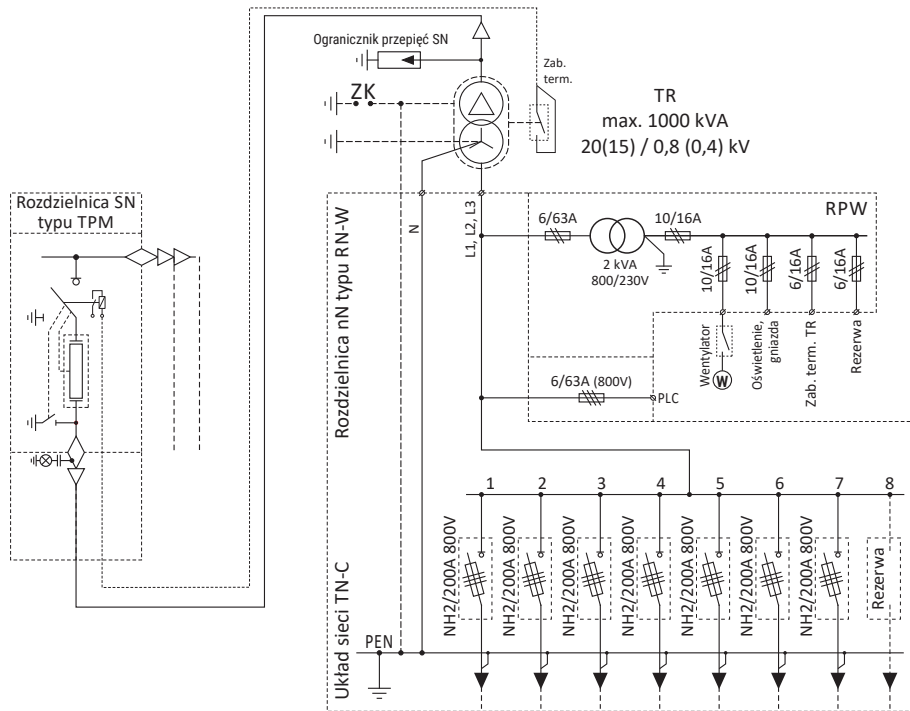 Ogranicznik przepięć SN
Zab.
term.
ZK
TR
max. 1000 kVA
20(15) / 0,8 (0,4) kV
Rozdzielnica SN
typu TPM
Rozdzielnica nN typu RN-W
N
L1, L2, L3
6/63A
2 kVA
800/230V
10/16A
RPW
10/16A
10/16A
6/16A
6/16A
Wentylator
Oświetlenie,
gniazda
Zab. term. TR
Rezerwa
W
6/63A (800V)
PLC
1
2
3
4
5
6
7
8
NH2/200A 800V
NH2/200A 800V
NH2/200A 800V
NH2/200A 800V
NH2/200A 800V
NH2/200A 800V
NH2/200A 800V
Rezerwa
Układ sieci TN-C
PEN